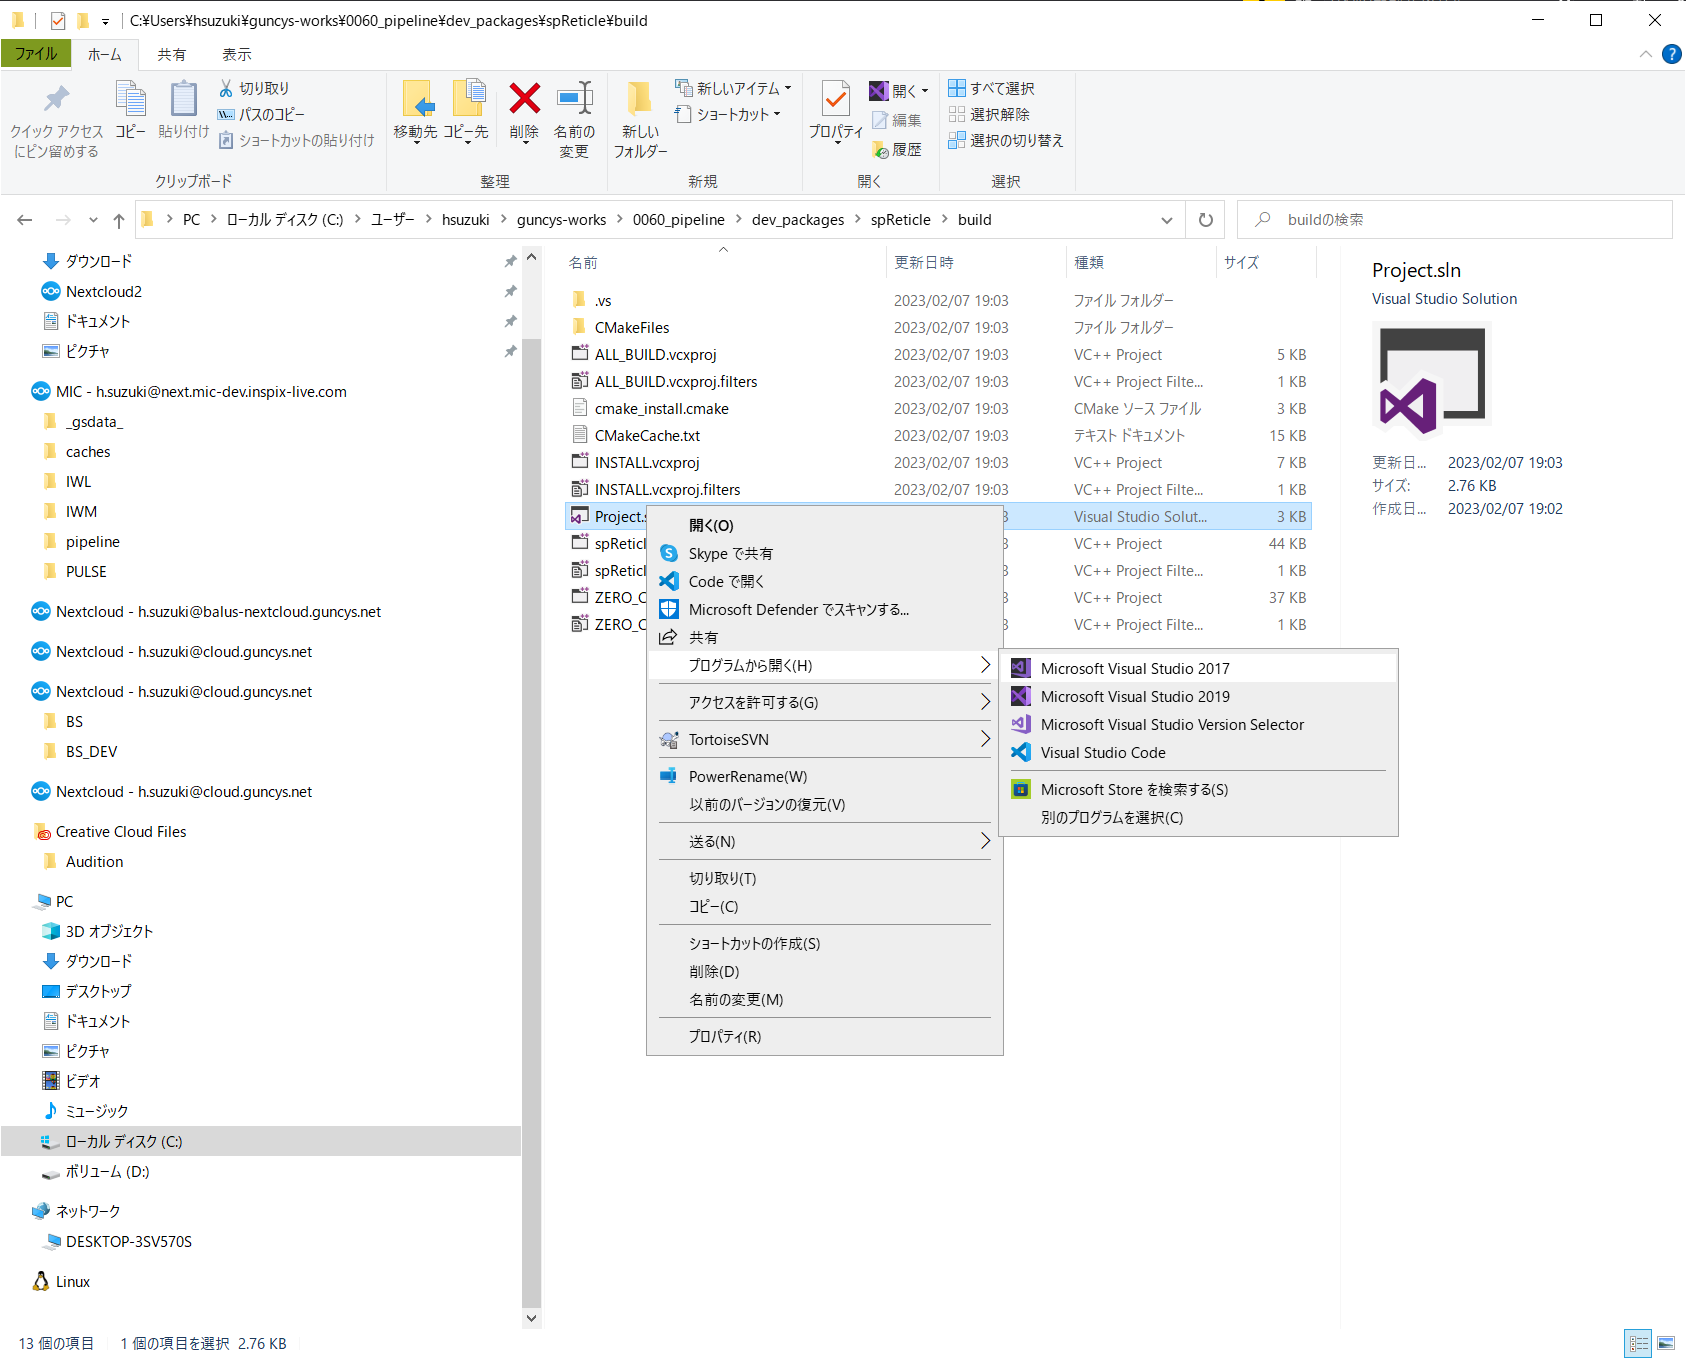 C:¥Users¥hsuzuki¥guncys-works¥0060_pipeline¥dev_packages¥spReticle¥build
ファイル ホーム 共有 表示
クイック アクセス
にピン留めする
コピー
貼り付け
切り取り
パスのコピー
ショートカットの貼り付け
クリップボード
移動先
コピー先
削除
名前の
変更
整理
新しい
フォルダー
新しいアイテム
ショートカット
新規
プロパティ
開く
編集
履歴
開く
すべて選択
選択解除
選択の切り替え
選択
PC > ローカル ディスク (C:) > ユーザー > hsuzuki > guncys-works > 0060_pipeline > dev_packages > spReticle > build
buildの検索
ダウンロード
Nextcloud2
ドキュメント
ピクチャ
MIC - h.suzuki@next.mic-dev.inspix-live.com
_gsdata_
caches
IWL
IWM
pipeline
PULSE
Nextcloud - h.suzuki@balus-nextcloud.guncys.net
Nextcloud - h.suzuki@cloud.guncys.net
Nextcloud - h.suzuki@cloud.guncys.net
BS
BS_DEV
Nextcloud - h.suzuki@cloud.guncys.net
Creative Cloud Files
Audition
PC
3D オブジェクト
ダウンロード
デスクトップ
ドキュメント
ピクチャ
ビデオ
ミュージック
ローカル ディスク (C:)
ボリューム (D:)
ネットワーク
DESKTOP-3SV570S
Linux
名前 更新日時 種類 サイズ
.vs 2023/02/07 19:03 ファイル フォルダー
CMakeFiles 2023/02/07 19:03 ファイル フォルダー
ALL_BUILD.vcxproj 2023/02/07 19:03 VC++ Project 5 KB
ALL_BUILD.vcxproj.filters 2023/02/07 19:03 VC++ Project Filte... 1 KB
cmake_install.cmake 2023/02/07 19:03 CMake ソース ファイル 3 KB
CMakeCache.txt 2023/02/07 19:03 テキスト ドキュメント 15 KB
INSTALL.vcxproj 2023/02/07 19:03 VC++ Project 7 KB
INSTALL.vcxproj.filters 2023/02/07 19:03 VC++ Project Filte... 1 KB
Project.s 3 Visual Studio Solut... 3 KB
spReticl 3 VC++ Project 44 KB
spReticl 3 VC++ Project Filte... 1 KB
ZERO_C 3 VC++ Project 37 KB
ZERO_C 3 VC++ Project Filte... 1 KB
開く(O)
Skype で共有
Code で開く
Microsoft Defender でスキャンする...
共有
プログラムから開く(H)
アクセスを許可する(G)
TortoiseSVN
PowerRename(W)
以前のバージョンの復元(V)
送る(N)
切り取り(T)
コピー(C)
ショートカットの作成(S)
削除(D)
名前の変更(M)
プロパティ(R)
Microsoft Visual Studio 2017
Microsoft Visual Studio 2019
Microsoft Visual Studio Version Selector
Visual Studio Code
Microsoft Store を検索する(S)
別のプログラムを選択(C)
Project.sln
Visual Studio Solution
更新日... 2023/02/07 19:03
サイズ: 2.76 KB
作成日... 2023/02/07 19:02
13 個の項目 1 個の項目を選択 2.76 KB